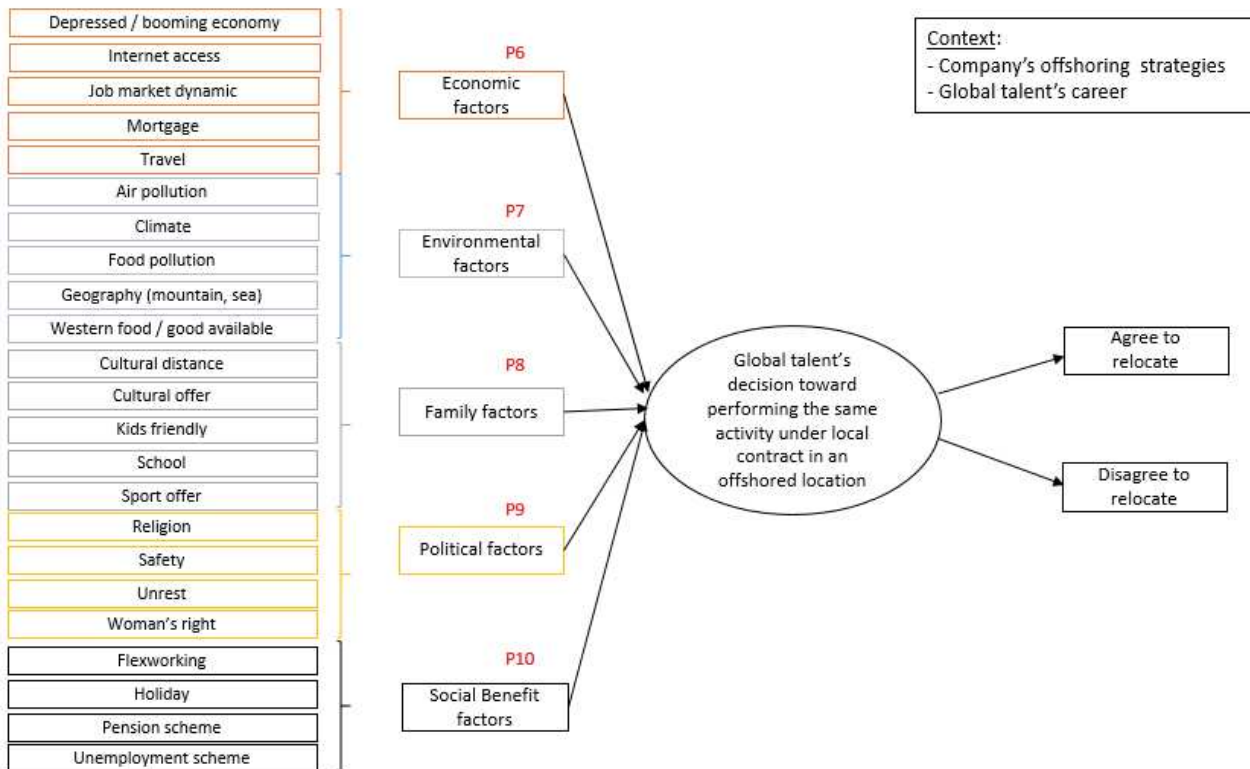 Depressed / booming economy
Internet access
Job market dynamic
Mortgage
Travel
Air pollution
Climate
Food pollution
Geography (mountain, sea)
Western food / good available
Cultural distance
Cultural offer
Kids friendly
School
Sport offer
Religion
Safety
Unrest
Woman's right
Flexworking
Holiday
Pension scheme
Unemployment scheme
P6
Economic
factors
P7
Environmental
factors
P8
Family factors
P9
Political factors
P10
Social Benefit
factors
Global talent's
decision toward
performing the same
activity under local
contract in an
offshored location
Agree to
relocate
Disagree to
relocate
Context:
- Company's offshoring strategies
- Global talent's career